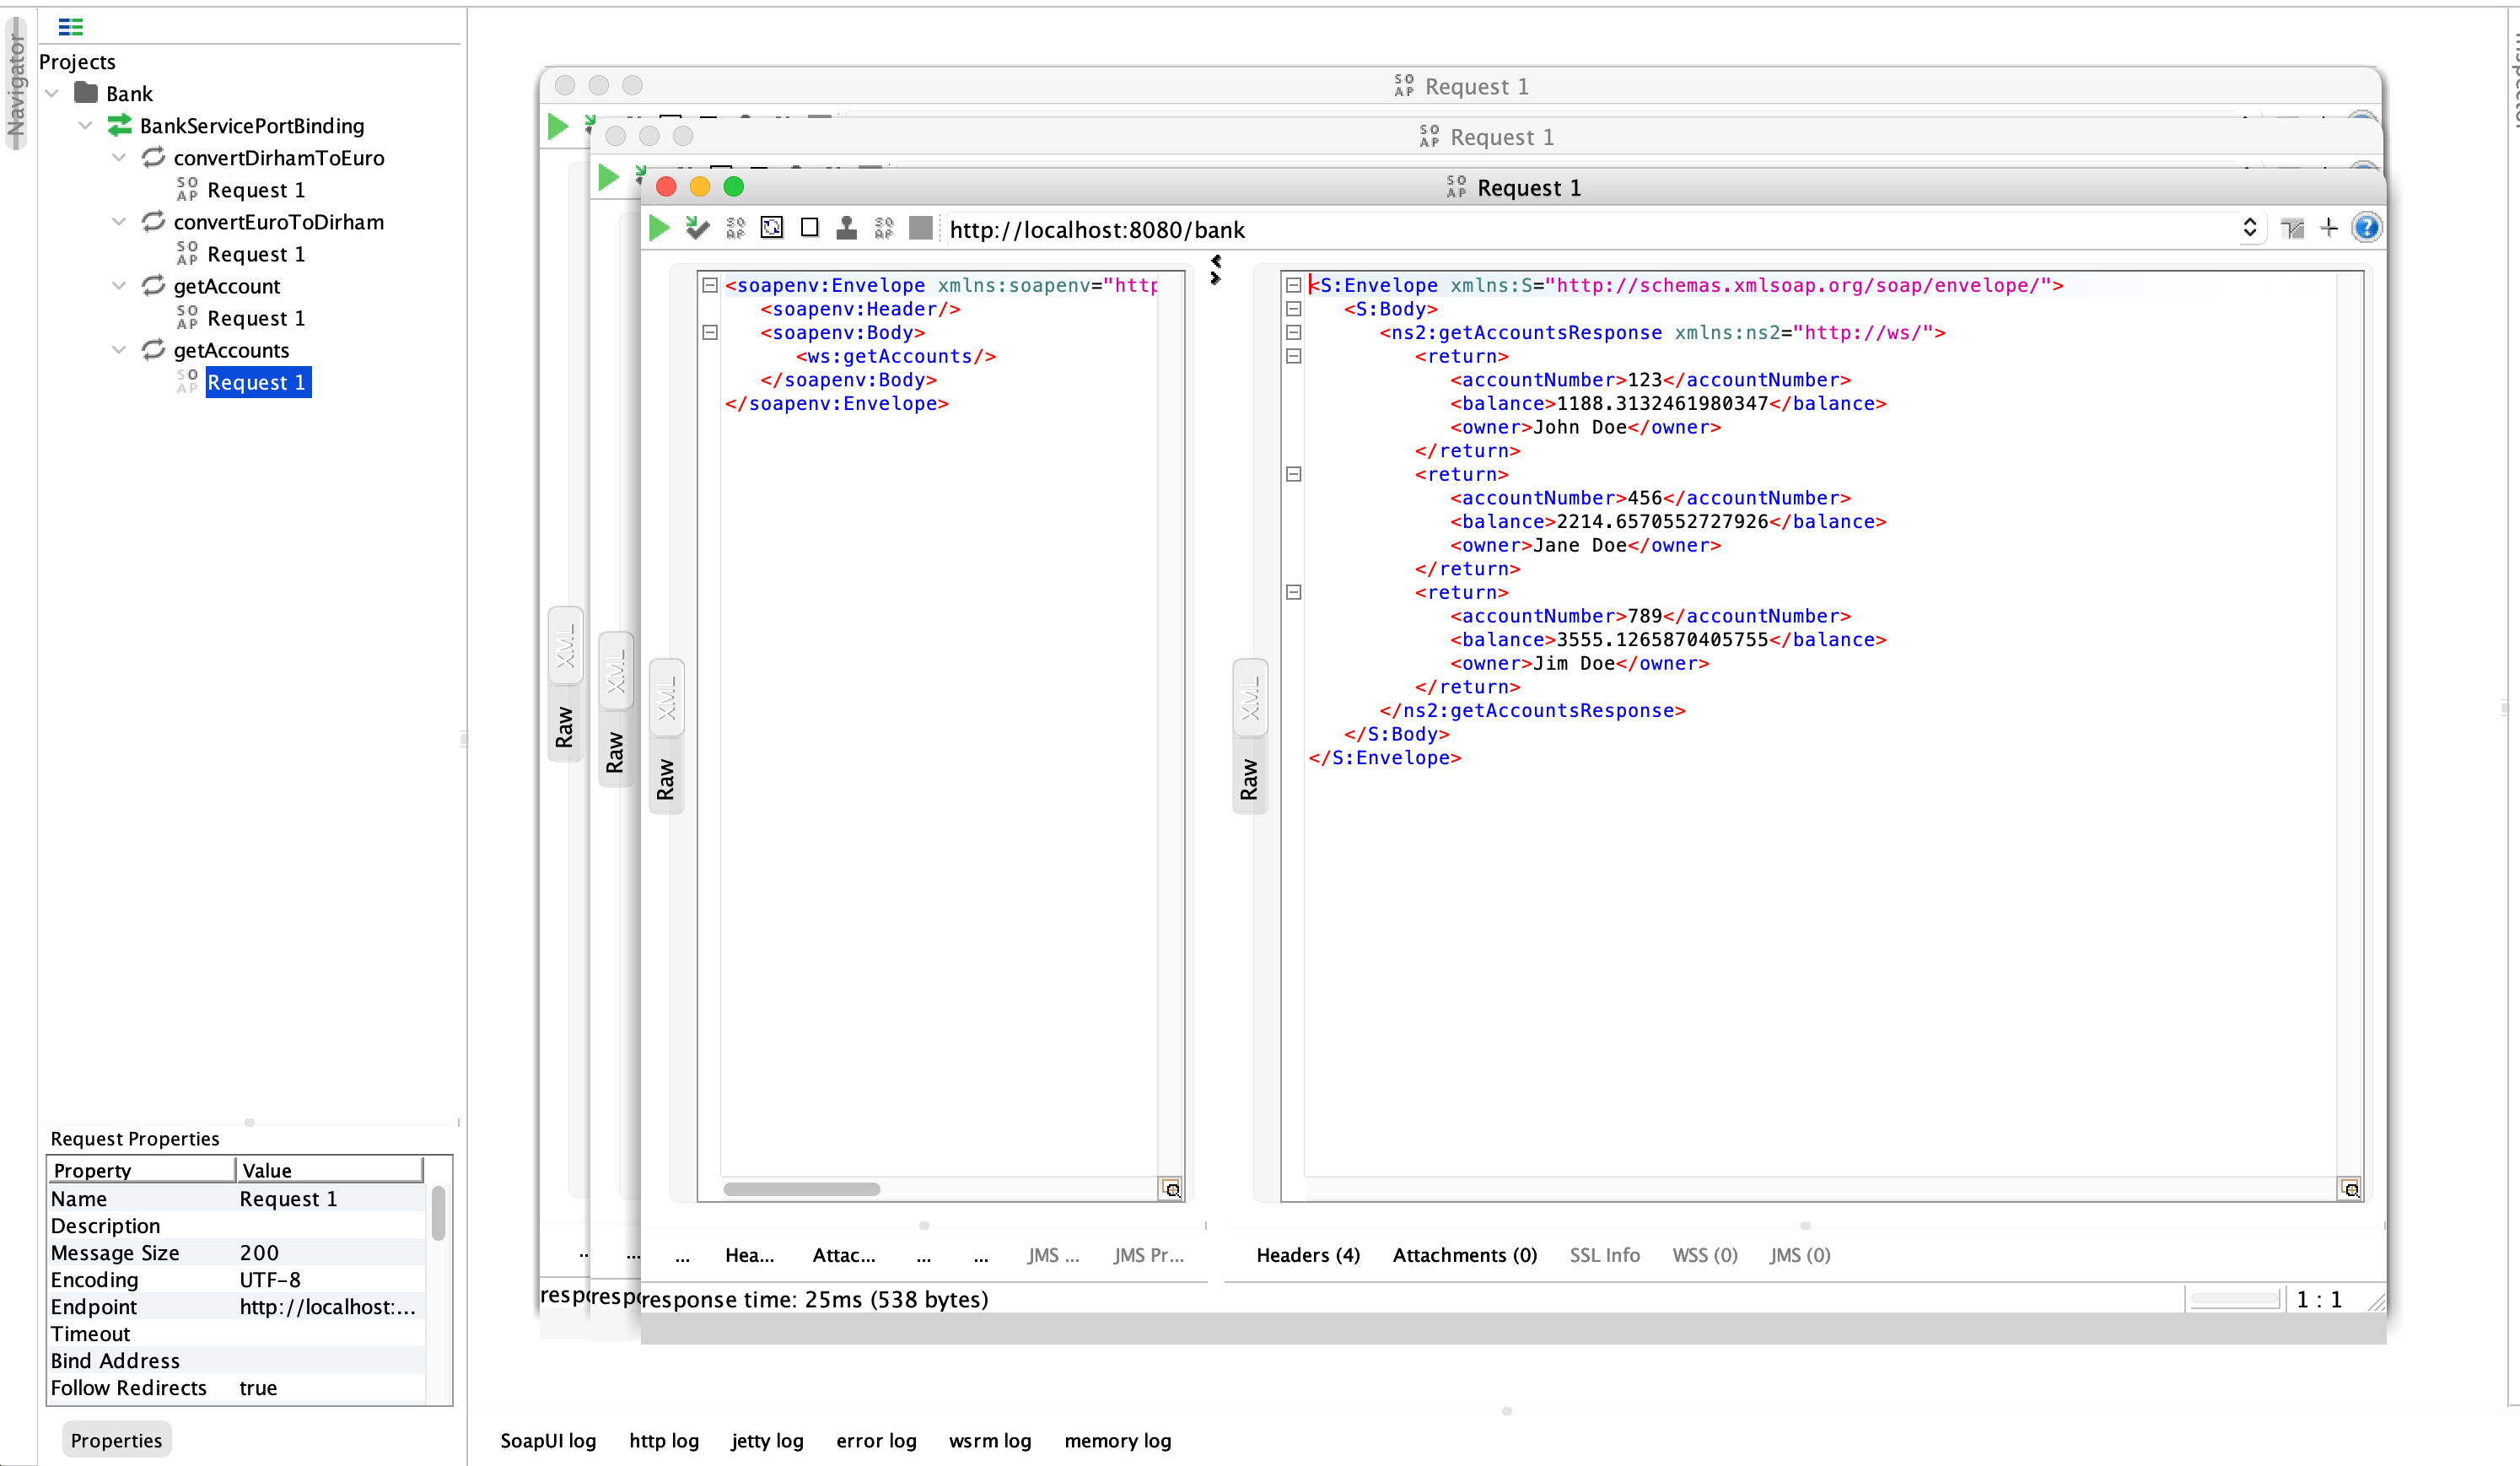 Navigator
Projects
Bank
BankServicePortBinding
convertDirhamToEuro
SOAP Request 1
convertEuroToDirham
SOAP Request 1
getAccount
SOAP Request 1
getAccounts
SOAP Request 1
Request Properties
Property Value
Name Request 1
Description
Message Size 200
Encoding UTF-8
Endpoint http://localhost:...
Timeout
Bind Address
Follow Redirects true
Properties
SOAP Request 1
SOAP Request 1
SOAP Request 1
http://localhost:8080/bank
XML
Raw
XML
Raw
XML
Raw
<soapenv:Envelope xmlns:soapenv="http
<soapenv:Header/>
<soapenv:Body>
<ws:getAccounts/>
</soapenv:Body>
</soapenv:Envelope>
XML
Raw
<S:Envelope xmlns:S="http://schemas.xmlsoap.org/soap/envelope/">
<S:Body>
<ns2:getAccountsResponse xmlns:ns2="http://ws/">
<return>
<accountNumber>123</accountNumber>
<balance>1188.3132461980347</balance>
<owner>John Doe</owner>
</return>
<return>
<accountNumber>456</accountNumber>
<balance>2214.6570552727926</balance>
<owner>Jane Doe</owner>
</return>
<return>
<accountNumber>789</accountNumber>
<balance>3555.1265870405755</balance>
<owner>Jim Doe</owner>
</return>
</ns2:getAccountsResponse>
</S:Body>
</S:Envelope>
... Hea... Attac... ... ... JMS ... JMS Pr...
Headers (4) Attachments (0) SSL Info WSS (0) JMS (0)
resp
resp
response time: 25ms (538 bytes)
1 : 1
SoapUI log http log jetty log error log wsrm log memory log